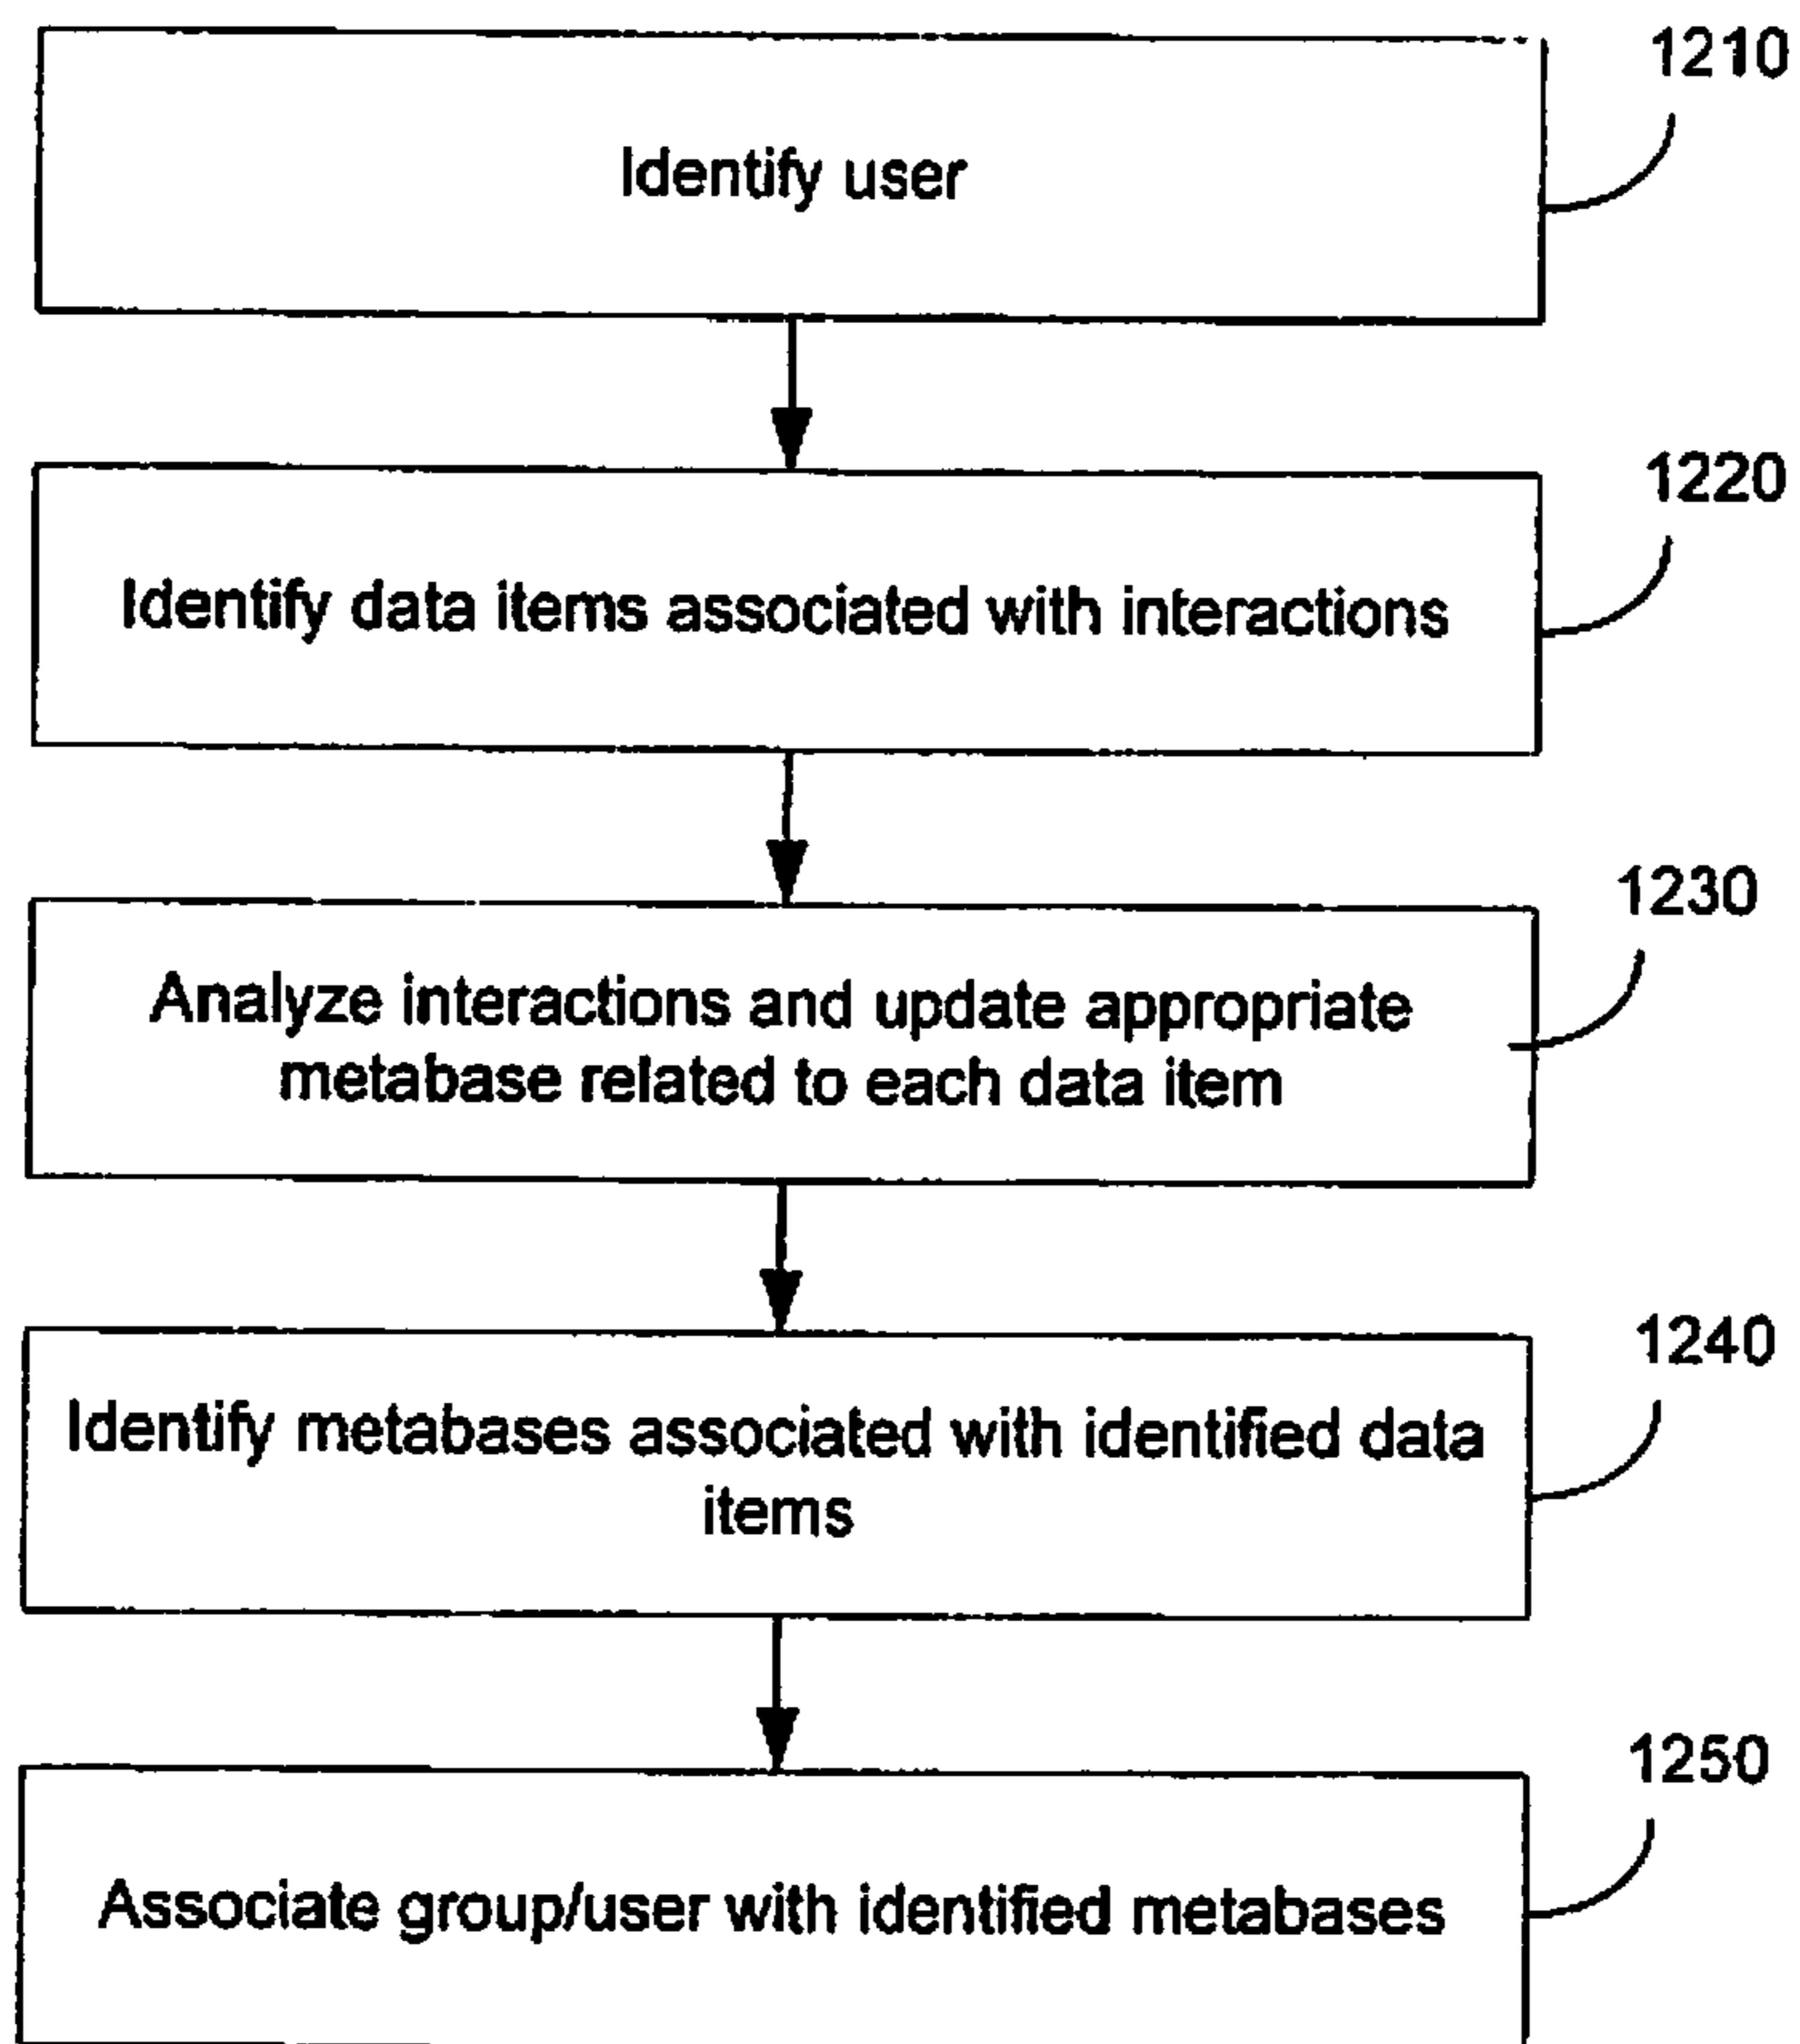 1210
Identify user
1220
Identify data items associated with interactions
1230
Analyze interactions and update appropriate
metabase related to each data item
1240
Identify metabases associated with identified data
items
1250
Associate group/user with identified metabases